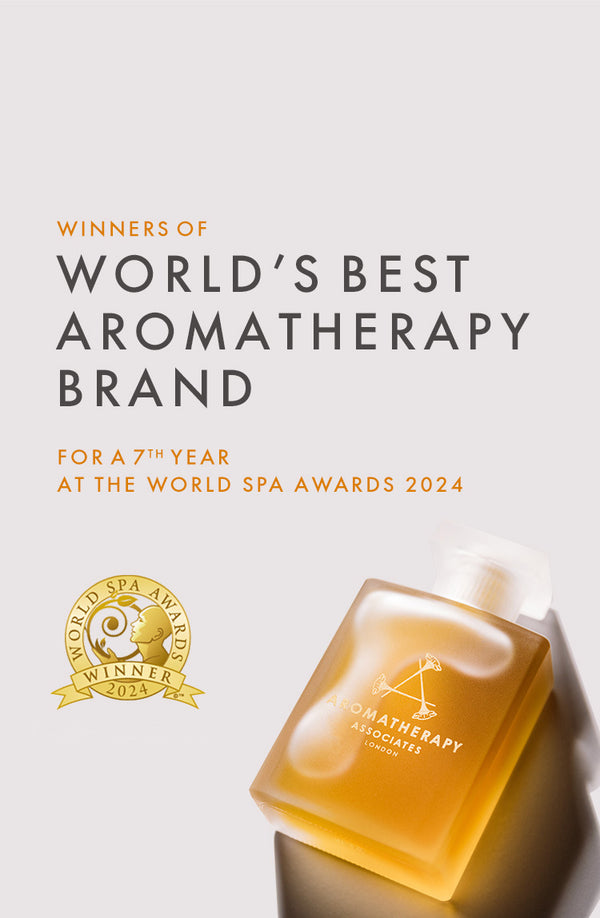 WINNERS OF
WORLD'S BEST
AROMATHERAPY
BRAND
FOR A 7TH YEAR
AT THE WORLD SPA AWARDS 2024
WORLD SPA AWARDS
WINNER
2024
AROMATHERAPY
ASSOCIATES
LONDON